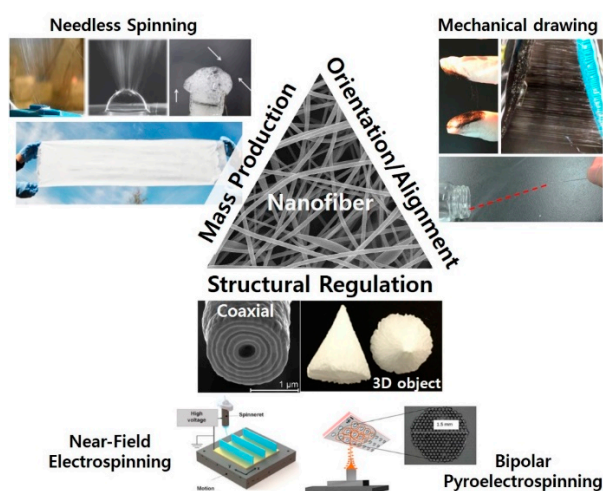 Needless Spinning
Mechanical drawing
Mass Production
Orientation/Alignment
Nanofiber
Structural Regulation
Coaxial
1 μm
3D object
High
voltage
Spinneret
Motion
Near-Field
Electrospinning
1.5 mm
Bipolar
Pyroelectrospinning